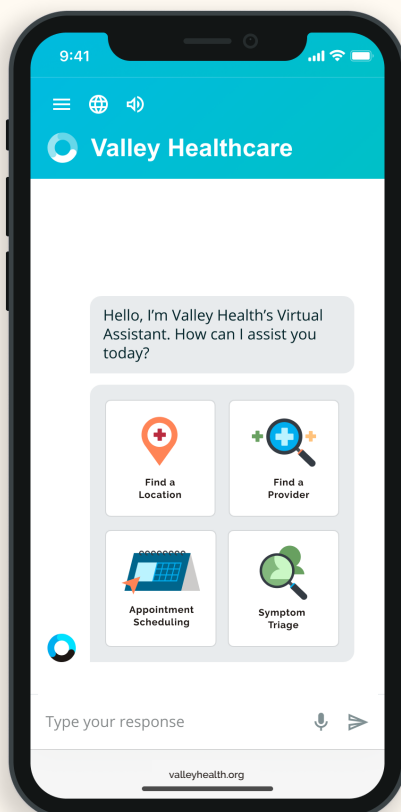 9:41
Valley Healthcare
Hello, I'm Valley Health's Virtual
Assistant. How can I assist you
today?
Find a
Location
Find a
Provider
Appointment
Scheduling
Symptom
Triage
Type your response
valleyhealth.org